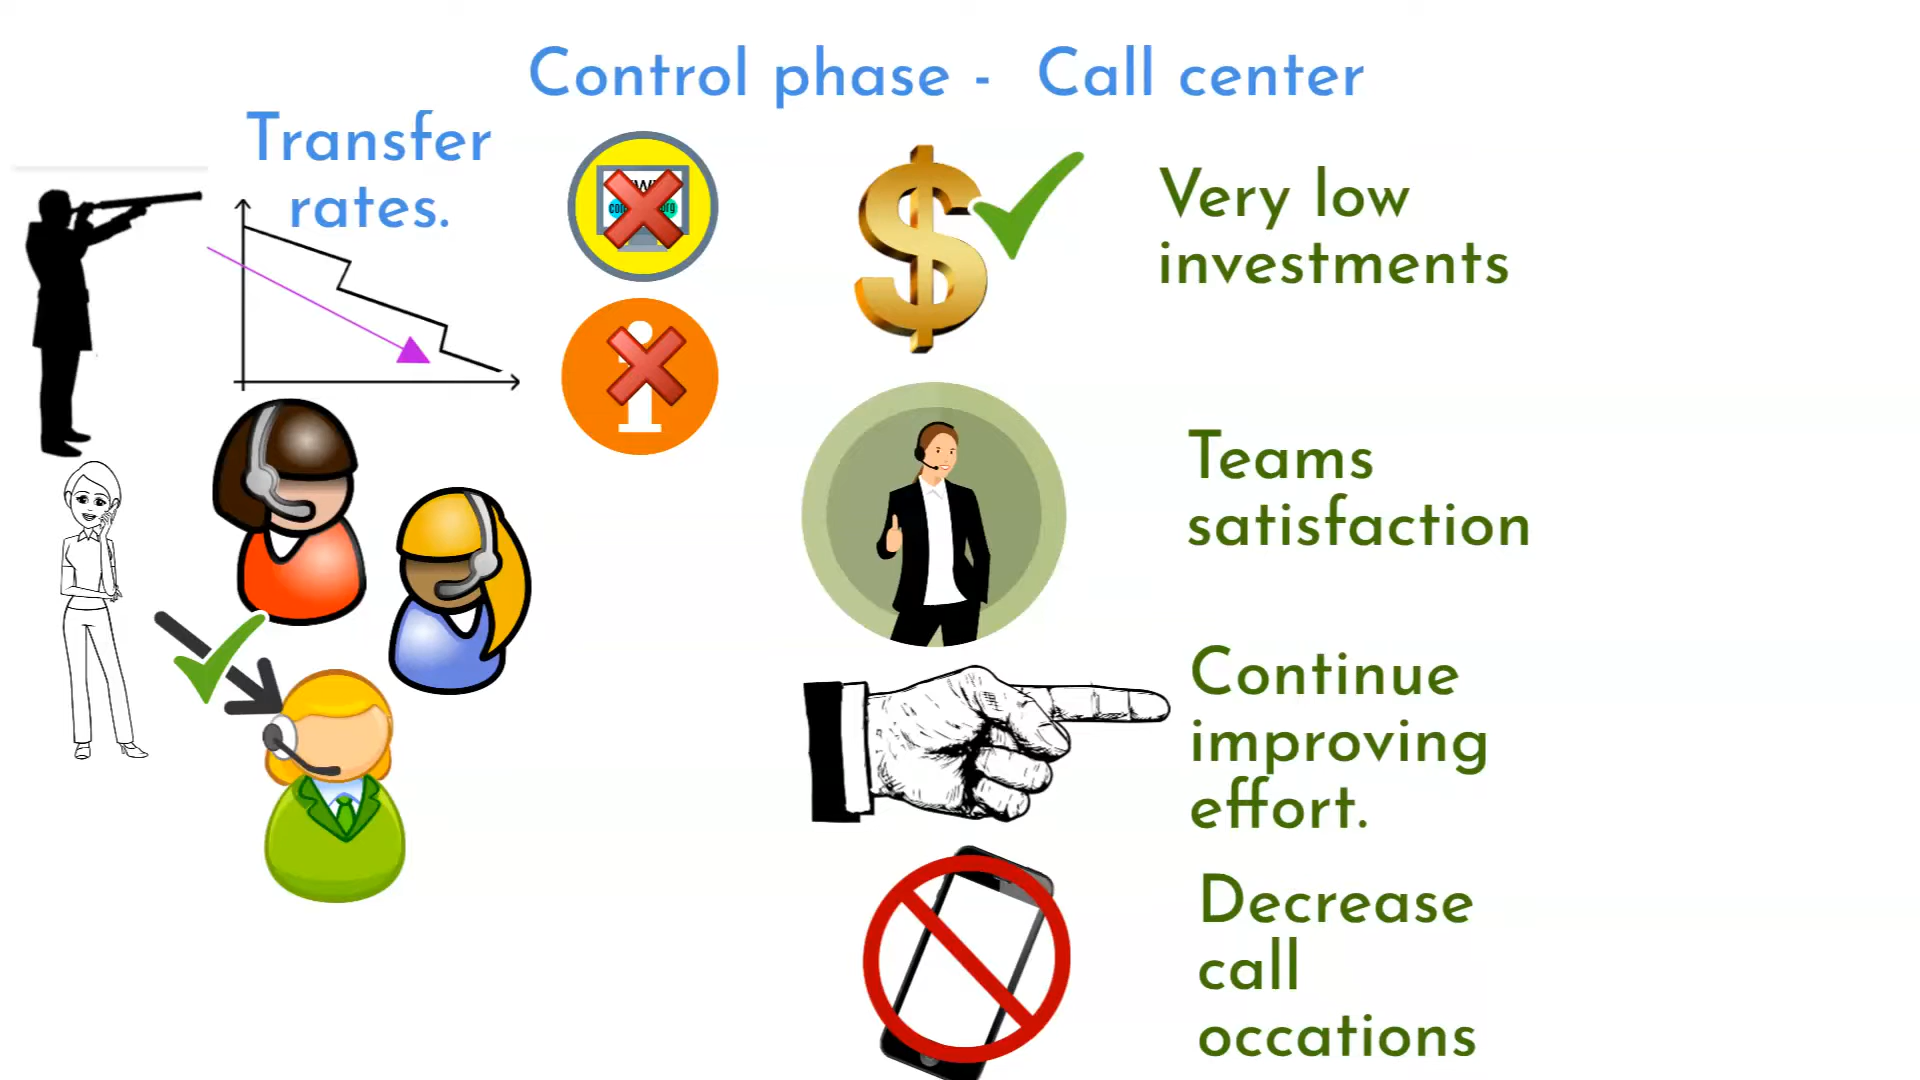 Control phase - Call center
Transfer
rates.
Very low
investments
Teams
satisfaction
Continue
improving
effort.
Decrease
call
occations